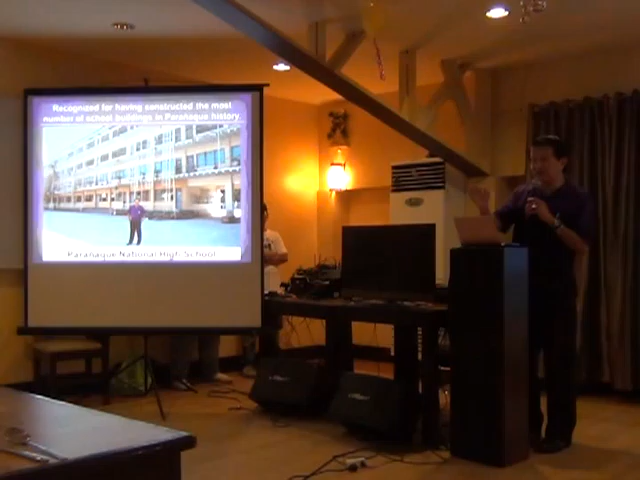 Recognized for having constructed the most
number of school buildings in Parañaque history.
Parañaque National High School